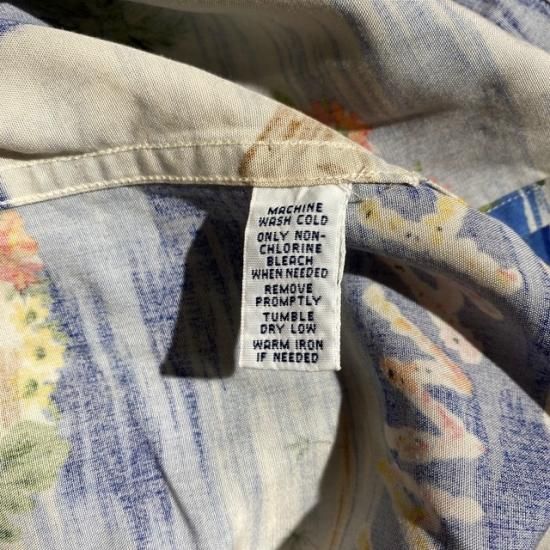 MACHINE
WASH COLD
ONLY NON-
CHLORINE
BLEACH
WHEN NEEDED
REMOVE
PROMPTLY
TUMBLE
DRY LOW
WARM IRON
IF NEEDED